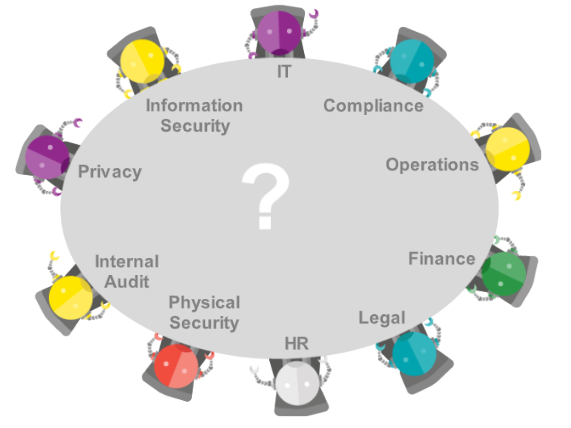 IT
Information
Security
Compliance
Privacy
Operations
?
Internal
Audit
Finance
Physical
Security
Legal
HR